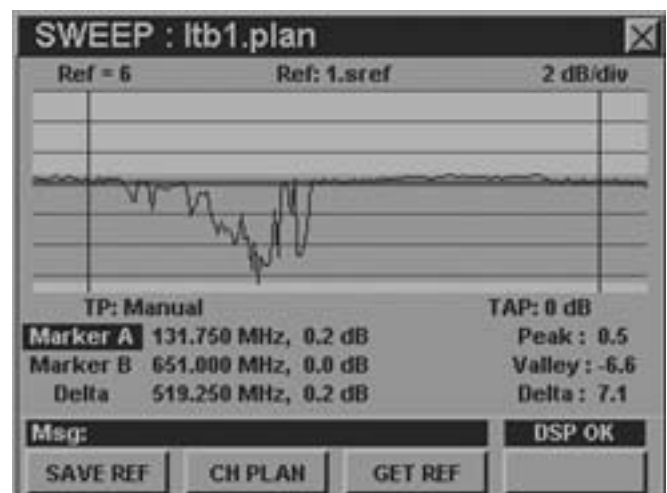 SWEEP : ltb1.plan
Ref = 6 Ref: 1.sref 2 dB/div
TP: Manual TAP: 0 dB
Marker A 131.750 MHz, 0.2 dB Peak : 0.5
Marker B 651.000 MHz, 0.0 dB Valley : -6.6
Delta 519.250 MHz, 0.2 dB Delta : 7.1
Msg: DSP OK
SAVE REF CH PLAN GET REF